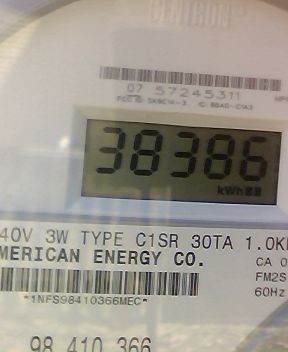 CENTRON
07 57245311
38386
kWh
40V 3W TYPE C1SR 30TA 1.0K
MERICAN ENERGY CO.
CA 0
FM2S
60Hz
*1NFS98410366MEC*
98 410 366